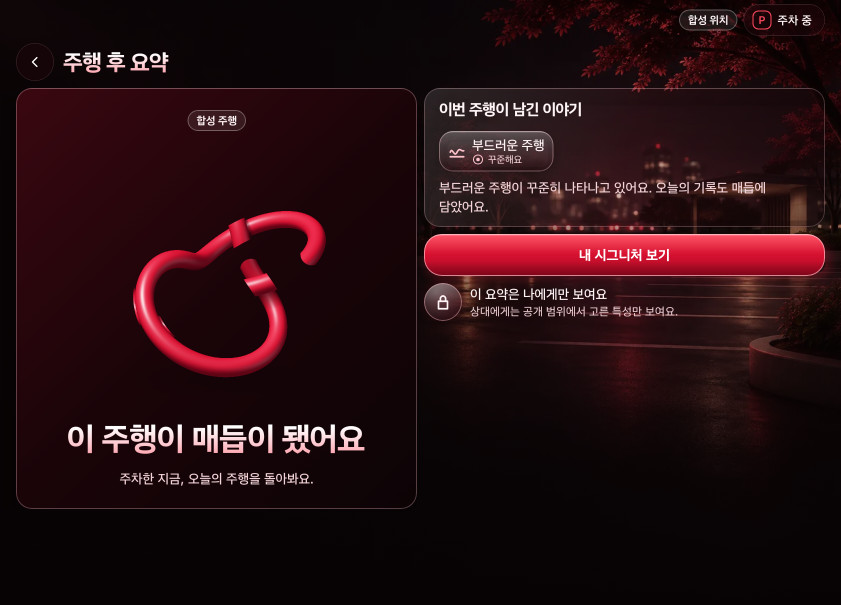 합성 위치
P 주차 중
주행 후 요약
합성 주행
이 주행이 매듭이 됐어요
주차한 지금, 오늘의 주행을 돌아봐요.
이번 주행이 남긴 이야기
부드러운 주행
꾸준해요
부드러운 주행이 꾸준히 나타나고 있어요. 오늘의 기록도 매듭에
담았어요.
내 시그니처 보기
이 요약은 나에게만 보여요
상대에게는 공개 범위에서 고른 특성만 보여요.